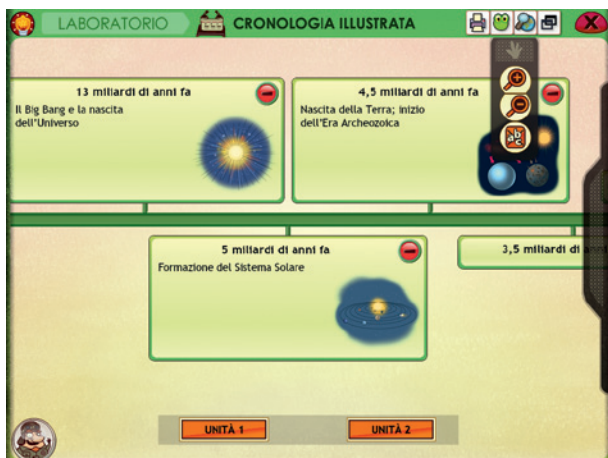 LABORATORIO
CRONOLOGIA ILLUSTRATA
13 miliardi di anni fa
Il Big Bang e la nascita
dell'Universo
4,5 miliardi di anni fa
Nascita della Terra; inizio
dell'Era Archeozoica
a b c
5 miliardi di anni fa
Formazione del Sistema Solare
3,5 miliardi di
UNITÀ 1
UNITÀ 2